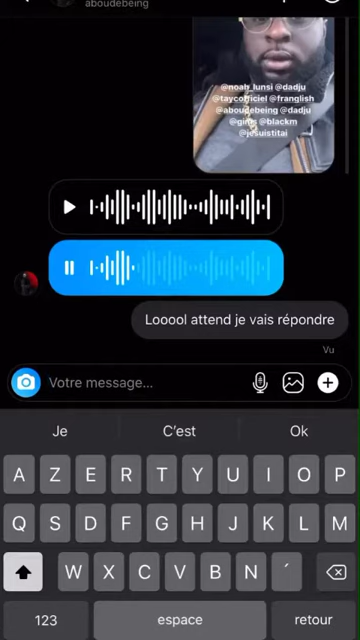 aboudebeing
@noah_lunsi @dadju
@taycofficiel @franglish
@aboudebeing @dadju
@gims @blackm
@jesuistitai
Looool attend je vais répondre
Vu
Votre message...
Je C'est Ok
A Z E R T Y U I O P
Q S D F G H J K L M
W X C V B N ´
123 espace retour